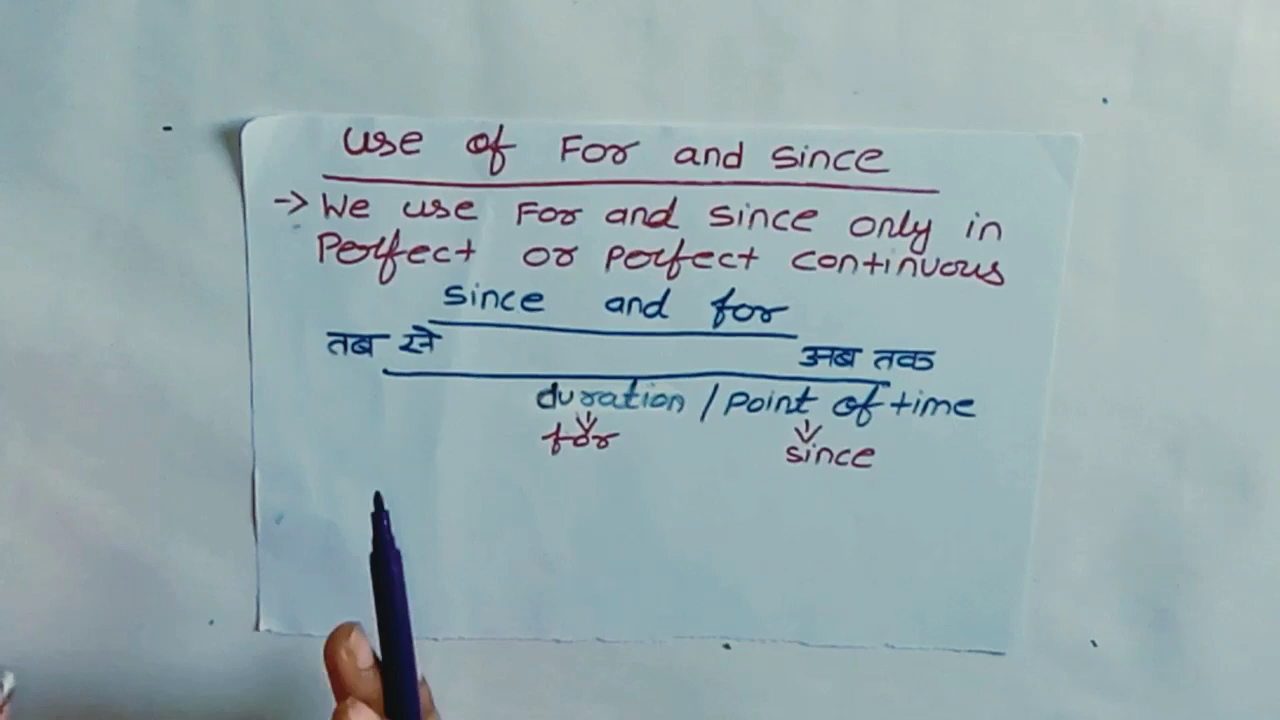 use of For and since
→ We use For and since only in
Perfect or perfect continuous
since and for
तब से अब तक
duration / point of time
for since